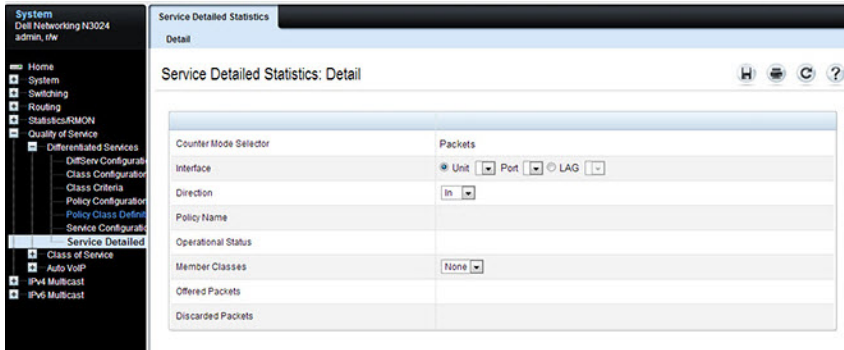 System
Dell Networking N3024
admin, r/w
Home
System
Switching
Routing
Statistics/RMON
Quality of Service
Differentiated Services
DiffServ Configurati
Class Configuration
Class Criteria
Policy Configuration
Policy Class Definit
Service Configuratio
Service Detailed
Class of Service
Auto VoIP
IPv4 Multicast
IPv6 Multicast
Service Detailed Statistics
Detail
Service Detailed Statistics: Detail
?
Counter Mode Selector Packets
Interface Unit Port LAG
Direction In
Policy Name
Operational Status
Member Classes None
Offered Packets
Discarded Packets